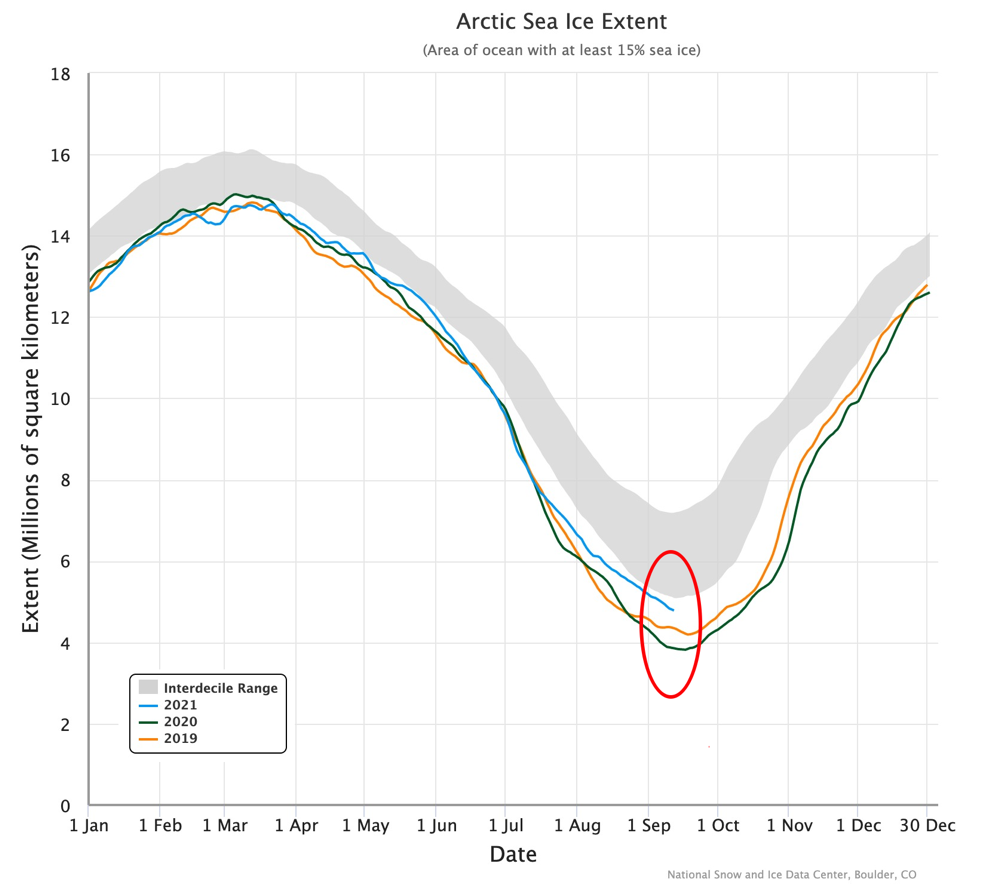 Arctic Sea Ice Extent
(Area of ocean with at least 15% sea ice)
Extent (Millions of square kilometers)
18
16
14
12
10
8
6
4
2
0
Interdecile Range
2021
2020
2019
1 Jan 1 Feb 1 Mar 1 Apr 1 May 1 Jun 1 Jul 1 Aug 1 Sep 1 Oct 1 Nov 1 Dec 30 Dec
Date
National Snow and Ice Data Center, Boulder, CO